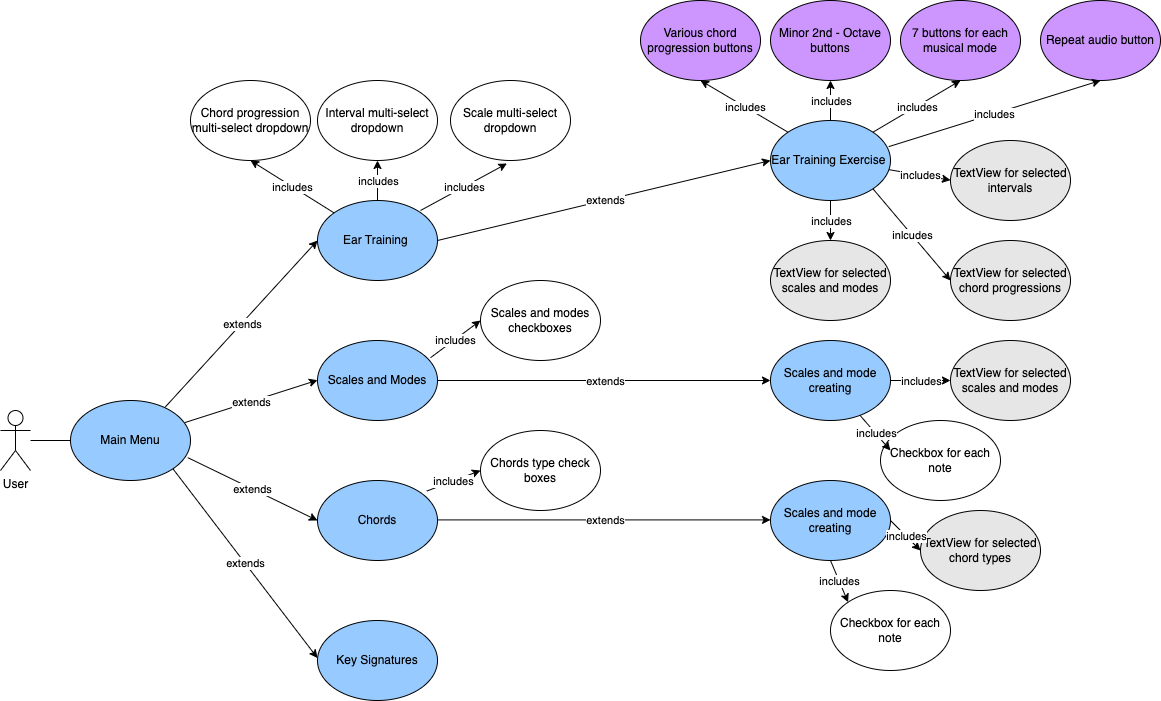 Various chord
progression buttons
Minor 2nd - Octave
buttons
7 buttons for each
musical mode
Repeat audio button
includes
includes
includes
includes
Chord progression
multi-select dropdown
Interval multi-select
dropdown
Scale multi-select
dropdown
includes
includes
includes
Ear Training
extends
Ear Training Exercise
includes
TextView for selected
intervals
includes
inlcudes
TextView for selected
scales and modes
TextView for selected
chord progressions
extends
Scales and modes
checkboxes
includes
Scales and Modes
extends
Scales and mode
creating
includes
TextView for selected
scales and modes
extends
includes
Checkbox for each
note
Main Menu
User
Chords type check
boxes
includes
extends
Chords
extends
Scales and mode
creating
includes
TextView for selected
chord types
includes
Checkbox for each
note
extends
Key Signatures